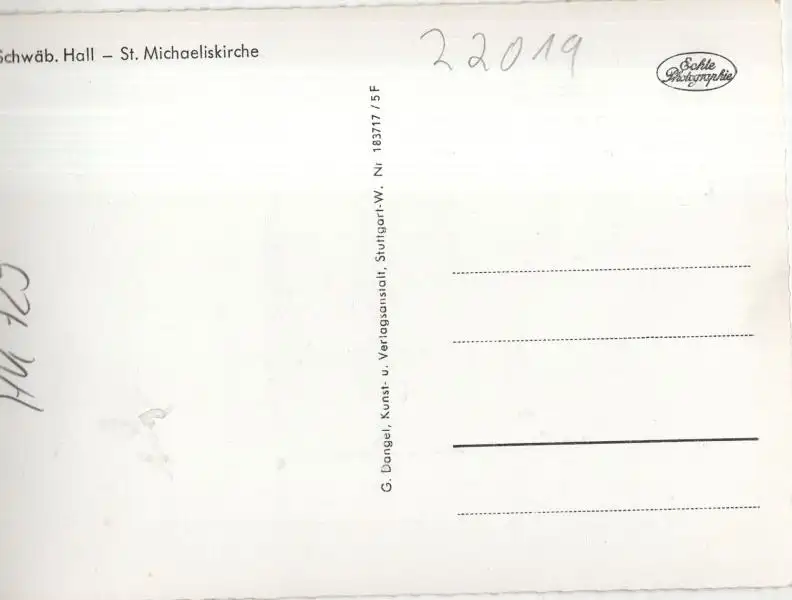 Schwäb. Hall – St. Michaeliskirche
22019
Echte
Photographie
G. Dangel, Kunst- u. Verlagsanstalt, Stuttgart-W. Nr 183717 / 5 F